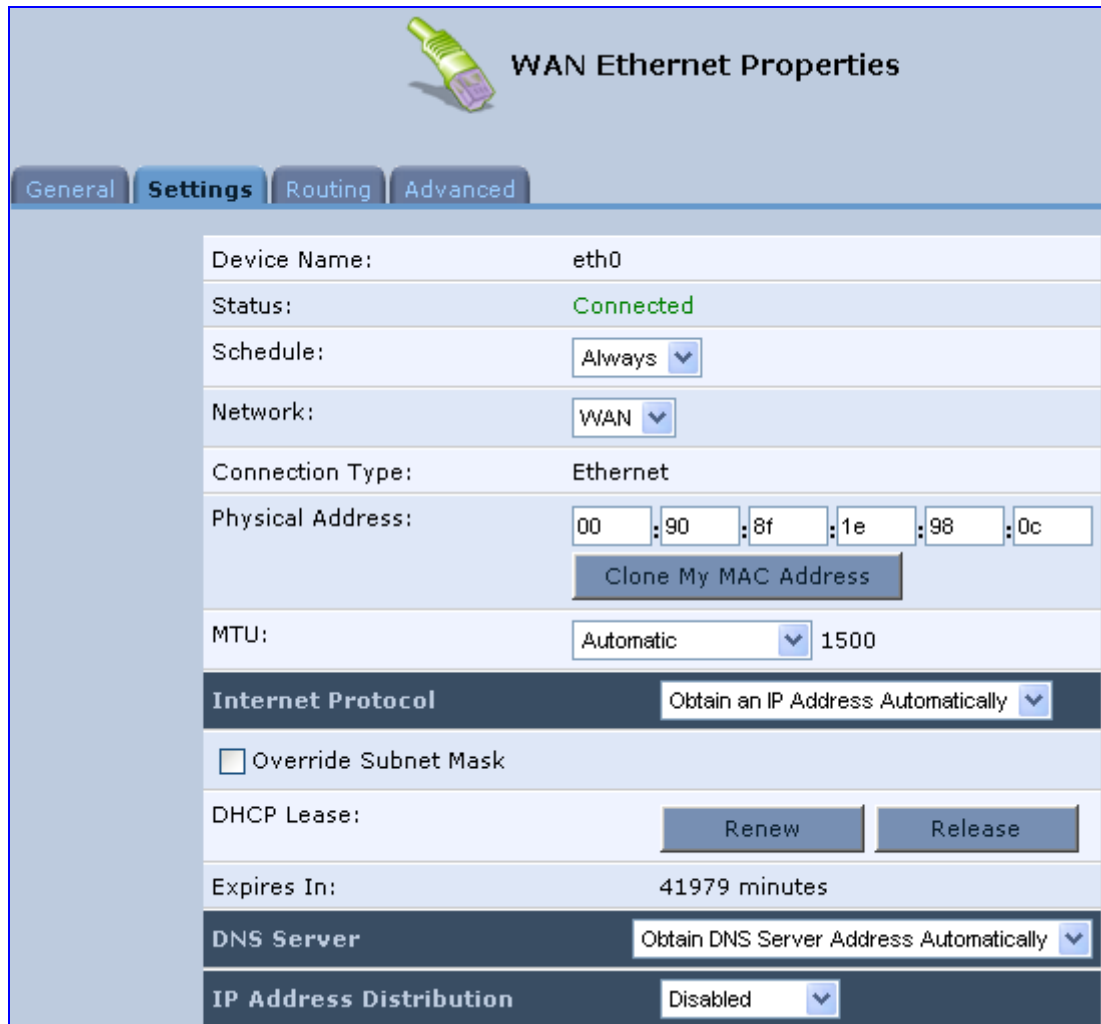 WAN Ethernet Properties
General Settings Routing Advanced
Device Name: eth0
Status: Connected
Schedule: Always
Network: WAN
Connection Type: Ethernet
Physical Address: 00 : 90 : 8f : 1e : 98 : 0c
Clone My MAC Address
MTU: Automatic 1500
Internet Protocol Obtain an IP Address Automatically
Override Subnet Mask
DHCP Lease: Renew Release
Expires In: 41979 minutes
DNS Server Obtain DNS Server Address Automatically
IP Address Distribution Disabled